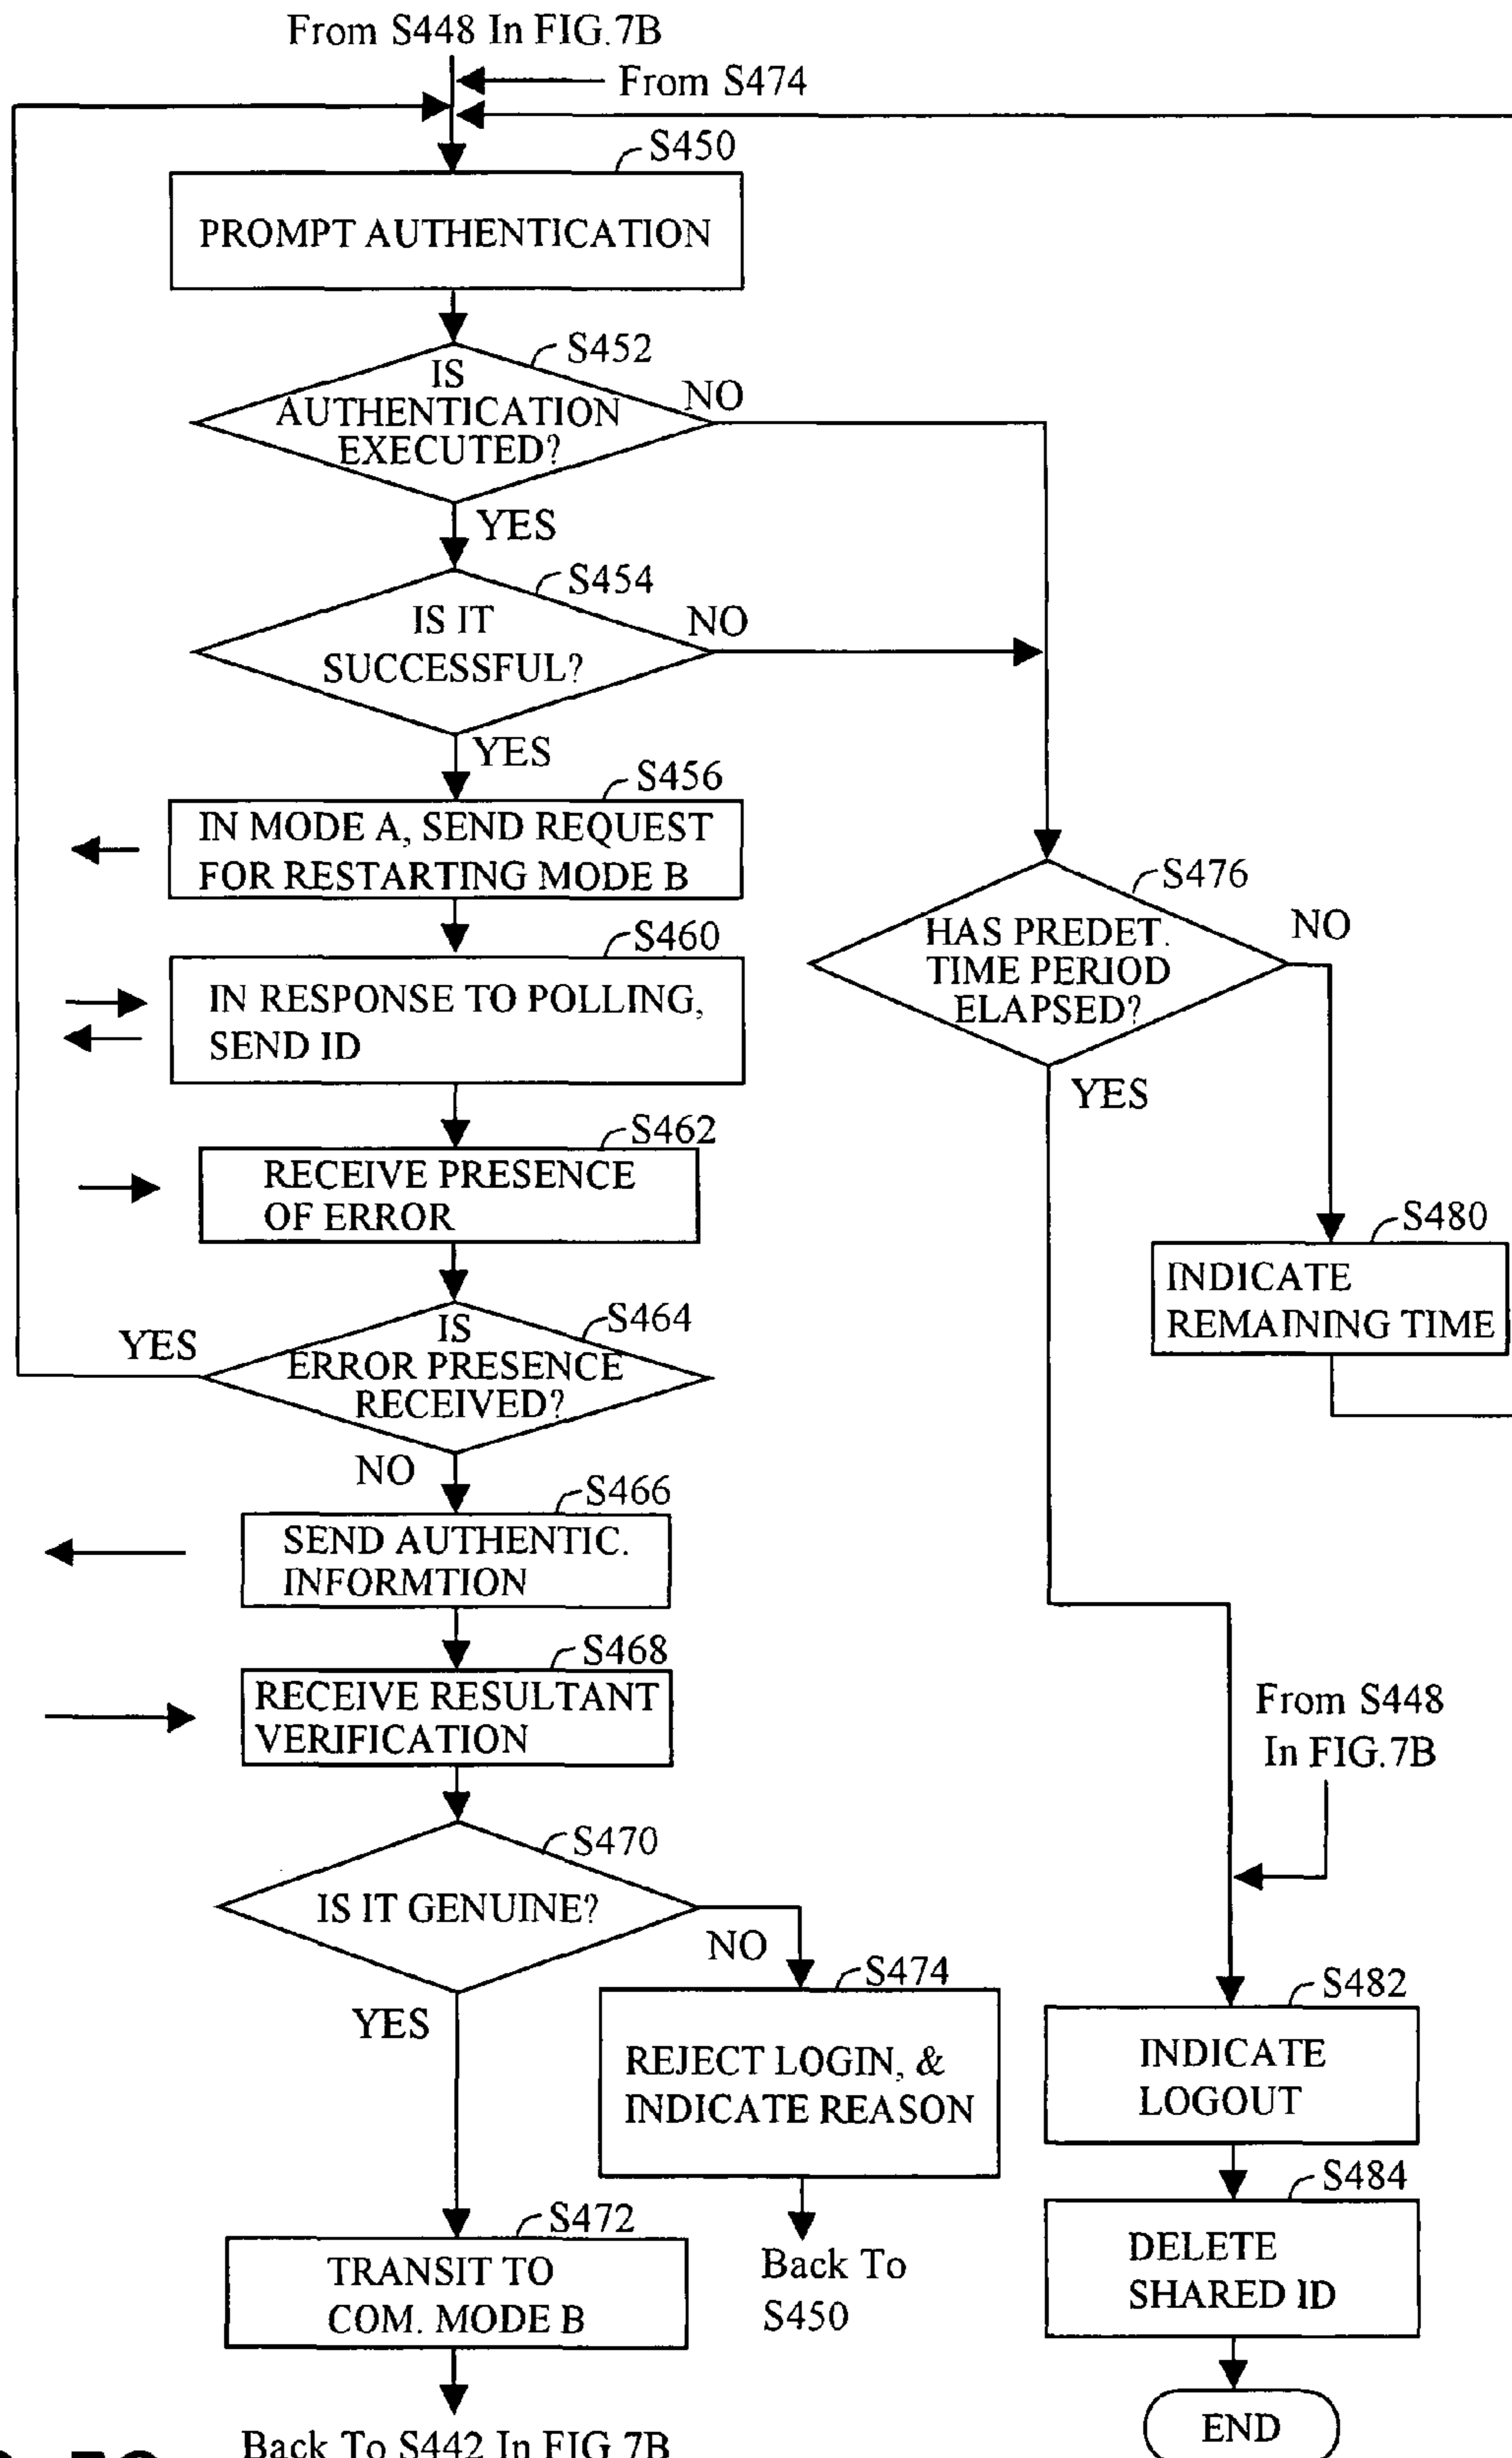 From S448 In FIG.7B
From S474
S450
PROMPT AUTHENTICATION
S452
IS
AUTHENTICATION
EXECUTED?
NO
YES
S454
IS IT
SUCCESSFUL?
NO
YES
S456
IN MODE A, SEND REQUEST
FOR RESTARTING MODE B
S460
IN RESPONSE TO POLLING,
SEND ID
S462
RECEIVE PRESENCE
OF ERROR
S464
IS
ERROR PRESENCE
RECEIVED?
YES
NO
S466
SEND AUTHENTIC.
INFORMTION
S468
RECEIVE RESULTANT
VERIFICATION
S470
IS IT GENUINE?
NO
YES
S474
REJECT LOGIN, &
INDICATE REASON
Back To
S450
S472
TRANSIT TO
COM. MODE B
Back To S442 In FIG 7B
S476
HAS PREDET.
TIME PERIOD
ELAPSED?
NO
YES
S480
INDICATE
REMAINING TIME
From S448
In FIG.7B
S482
INDICATE
LOGOUT
S484
DELETE
SHARED ID
END